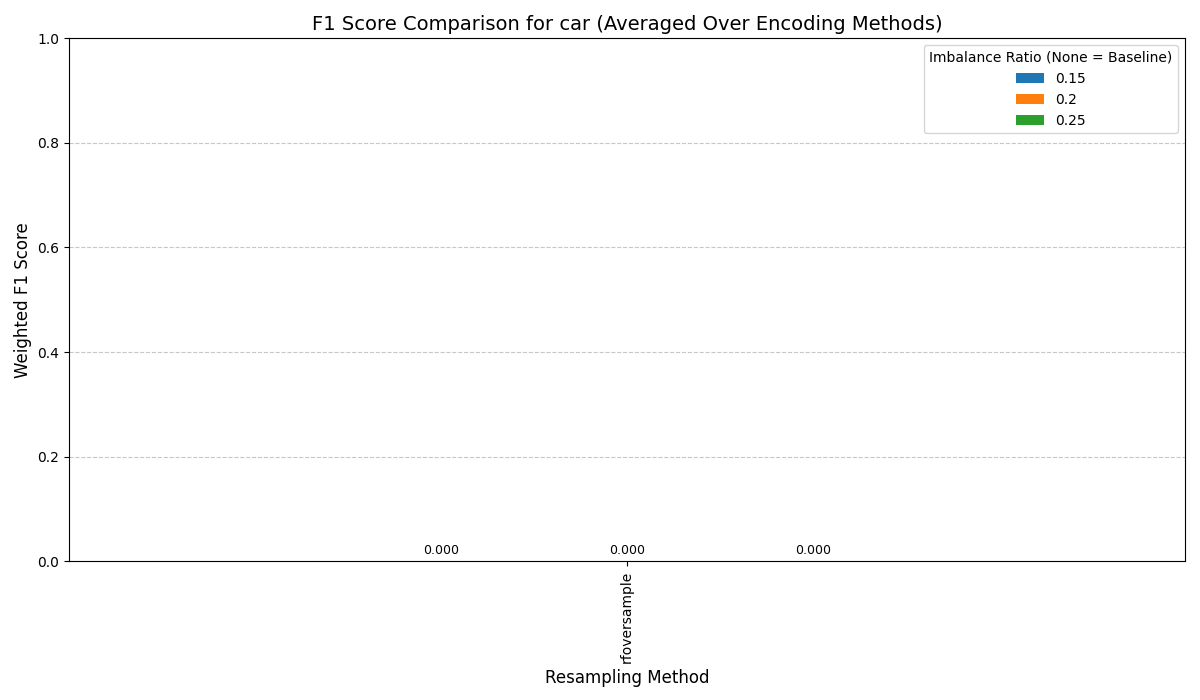 F1 Score Comparison for car (Averaged Over Encoding Methods)
Imbalance Ratio (None = Baseline)
0.15
0.2
0.25
Weighted F1 Score
1.0
0.8
0.6
0.4
0.2
0.0
0.000 0.000 0.000
rfoversample
Resampling Method